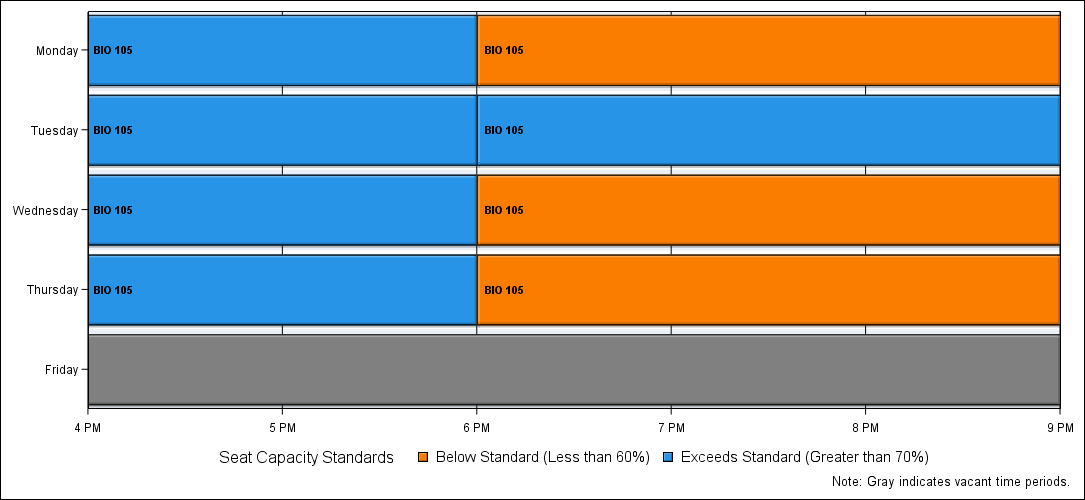 Monday BIO 105 BIO 105
Tuesday BIO 105 BIO 105
Wednesday BIO 105 BIO 105
Thursday BIO 105 BIO 105
Friday
4 PM 5 PM 6 PM 7 PM 8 PM 9 PM
Seat Capacity Standards Below Standard (Less than 60%) Exceeds Standard (Greater than 70%)
Note: Gray indicates vacant time periods.